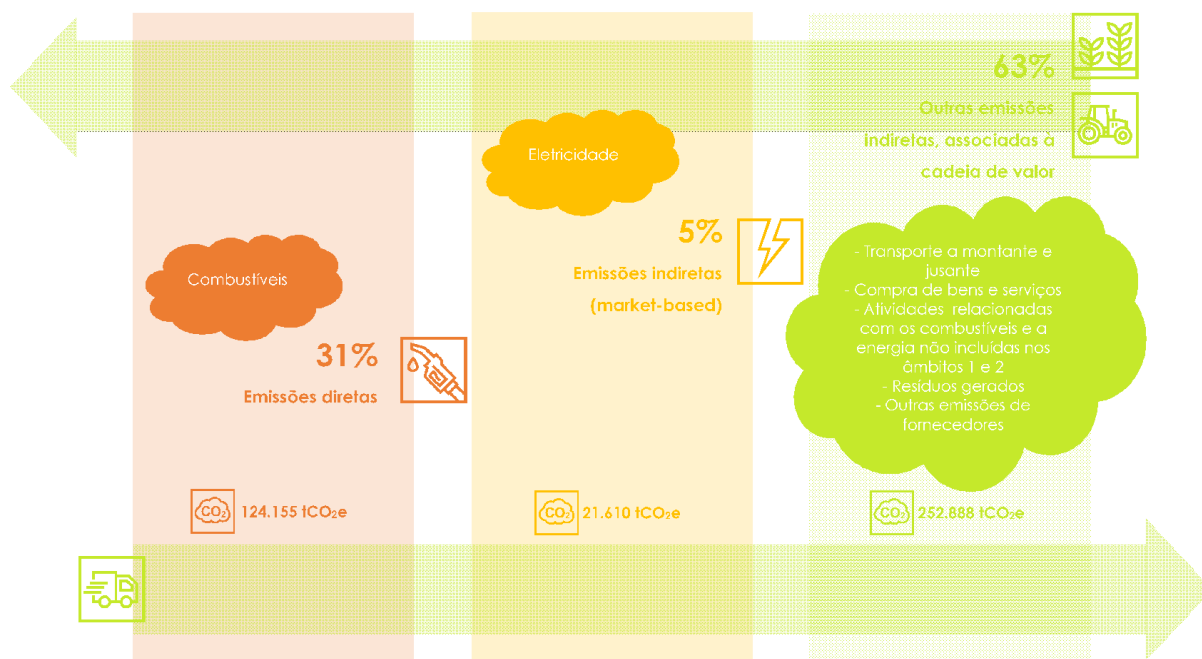 Combustíveis
31%
Emissões diretas
CO₂ 124.155 tCO₂e
Eletricidade
5%
Emissões indiretas
(market-based)
CO₂ 21.610 tCO₂e
63%
Outras emissões
indiretas, associadas à
cadeia de valor
- Transporte a montante e
jusante
- Compra de bens e serviços
- Atividades relacionadas
com os combustíveis e a
energia não incluídas nos
âmbitos 1 e 2
- Resíduos gerados
- Outras emissões de
fornecedores
CO₂ 252.888 tCO₂e